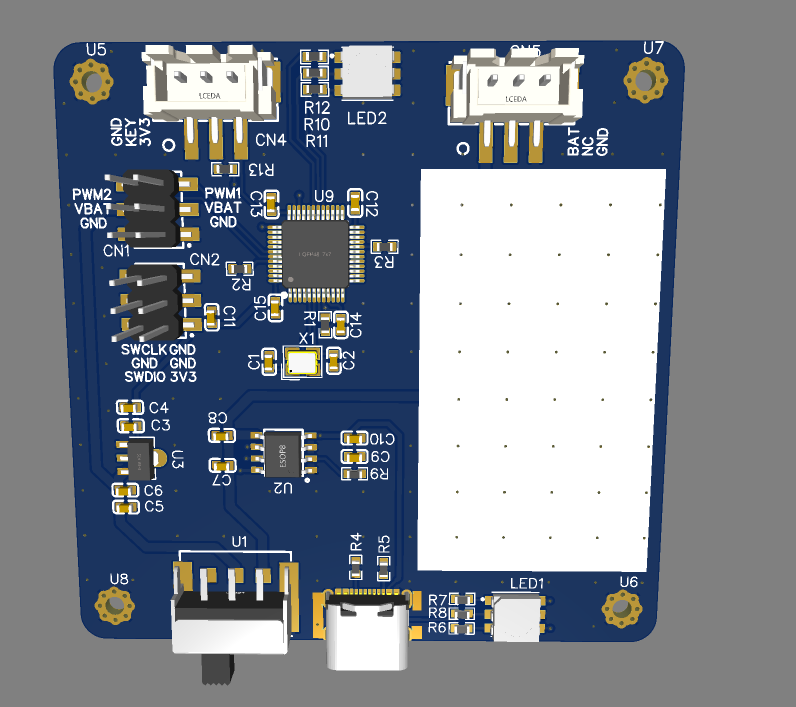 U5
CN5
U7
LCEDA
LCEDA
R12
R10
R11
LED2
GND
KEY
3V3
CN4
BAT
NC
GND
R13
PWM2
VBAT
GND
PWM1
VBAT
GND
C13
U9
C12
CN1
CN2
R3
R2
C15
C11
R1
C14
X1
SWCLK GND
GND GND
SWDIO 3V3
C1
C2
C4
C3
C8
C10
C9
R9
U3
ESOP8
C7
U2
C6
C5
U1
R4
R5
U8
LED1
U6
R7
R8
R6